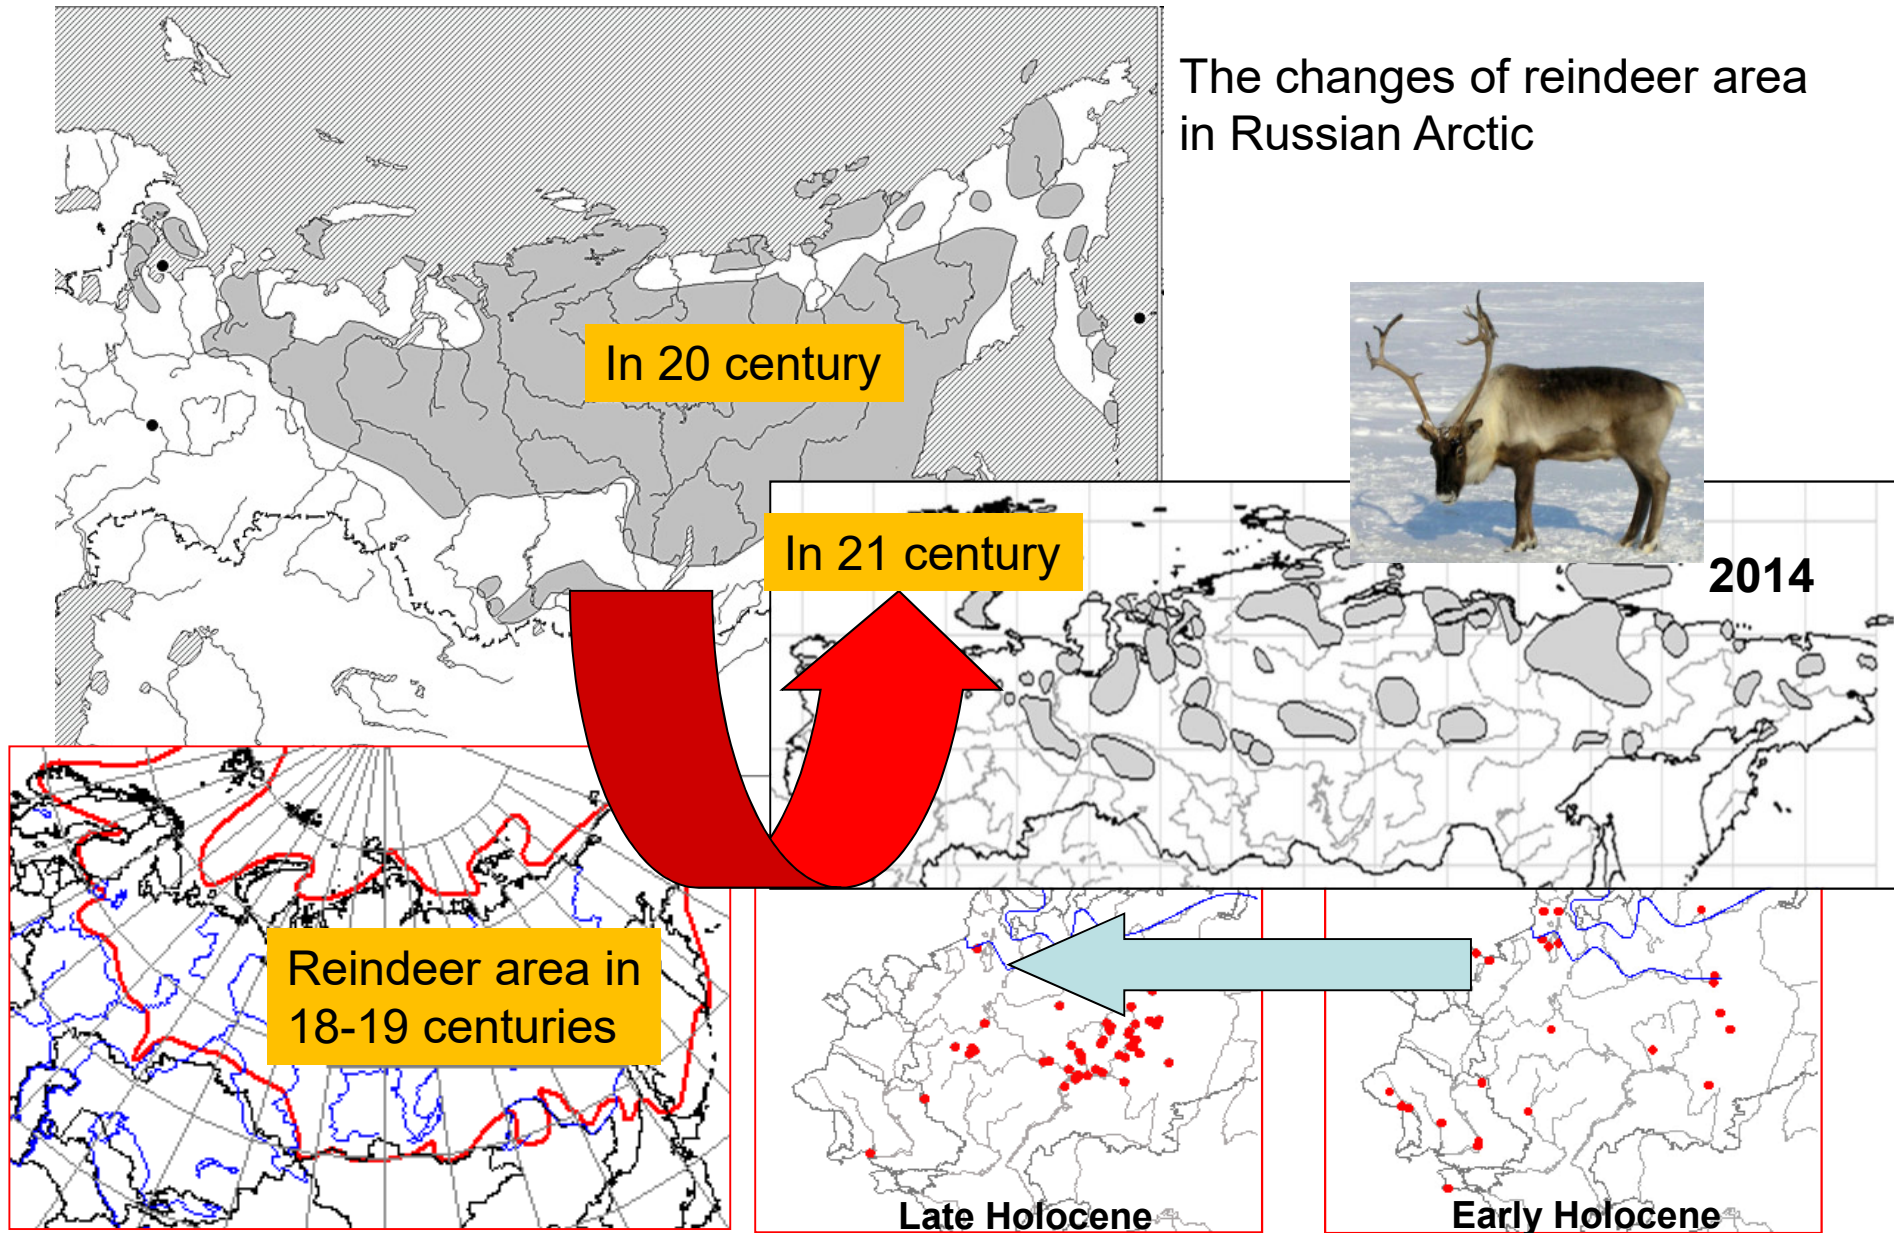 The changes of reindeer area
in Russian Arctic
In 20 century
In 21 century
2014
Reindeer area in
18-19 centuries
Late Holocene
Early Holocene